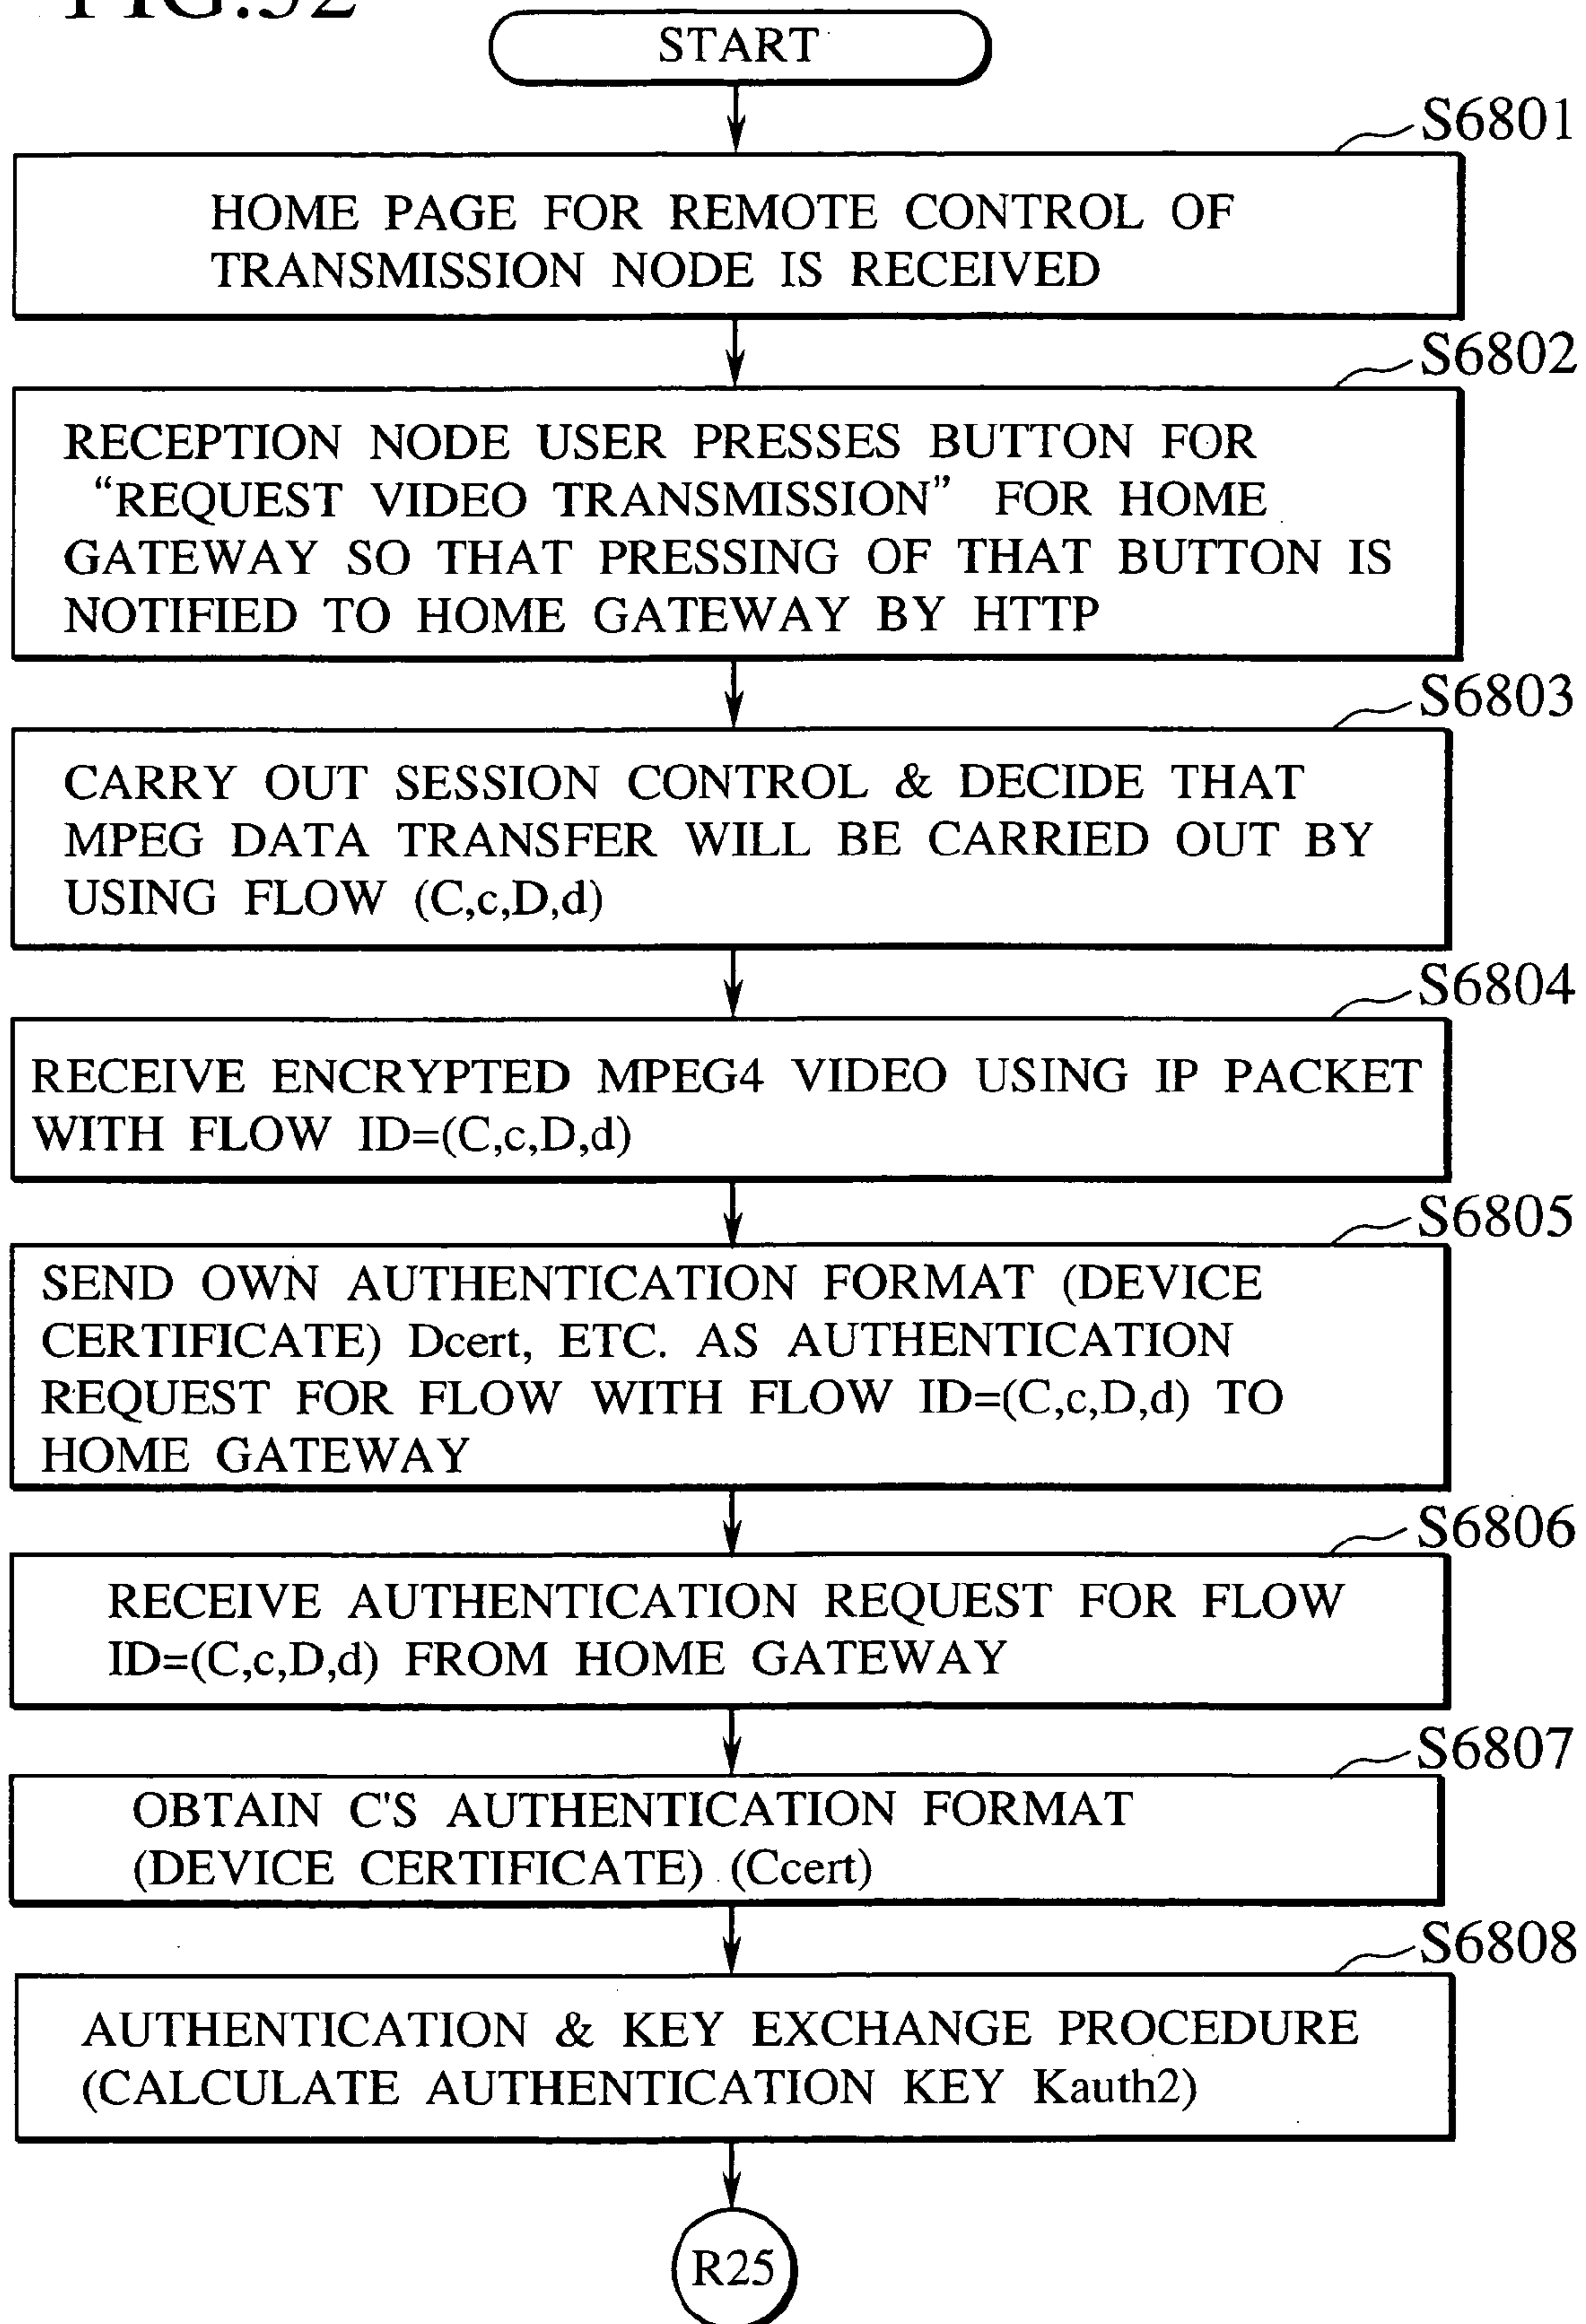 FIG.52
START
S6801
HOME PAGE FOR REMOTE CONTROL OF
TRANSMISSION NODE IS RECEIVED
S6802
RECEPTION NODE USER PRESSES BUTTON FOR
“REQUEST VIDEO TRANSMISSION” FOR HOME
GATEWAY SO THAT PRESSING OF THAT BUTTON IS
NOTIFIED TO HOME GATEWAY BY HTTP
S6803
CARRY OUT SESSION CONTROL & DECIDE THAT
MPEG DATA TRANSFER WILL BE CARRIED OUT BY
USING FLOW (C,c,D,d)
S6804
RECEIVE ENCRYPTED MPEG4 VIDEO USING IP PACKET
WITH FLOW ID=(C,c,D,d)
S6805
SEND OWN AUTHENTICATION FORMAT (DEVICE
CERTIFICATE) Dcert, ETC. AS AUTHENTICATION
REQUEST FOR FLOW WITH FLOW ID=(C,c,D,d) TO
HOME GATEWAY
S6806
RECEIVE AUTHENTICATION REQUEST FOR FLOW
ID=(C,c,D,d) FROM HOME GATEWAY
S6807
OBTAIN C'S AUTHENTICATION FORMAT
(DEVICE CERTIFICATE) (Ccert)
S6808
AUTHENTICATION & KEY EXCHANGE PROCEDURE
(CALCULATE AUTHENTICATION KEY Kauth2)
R25